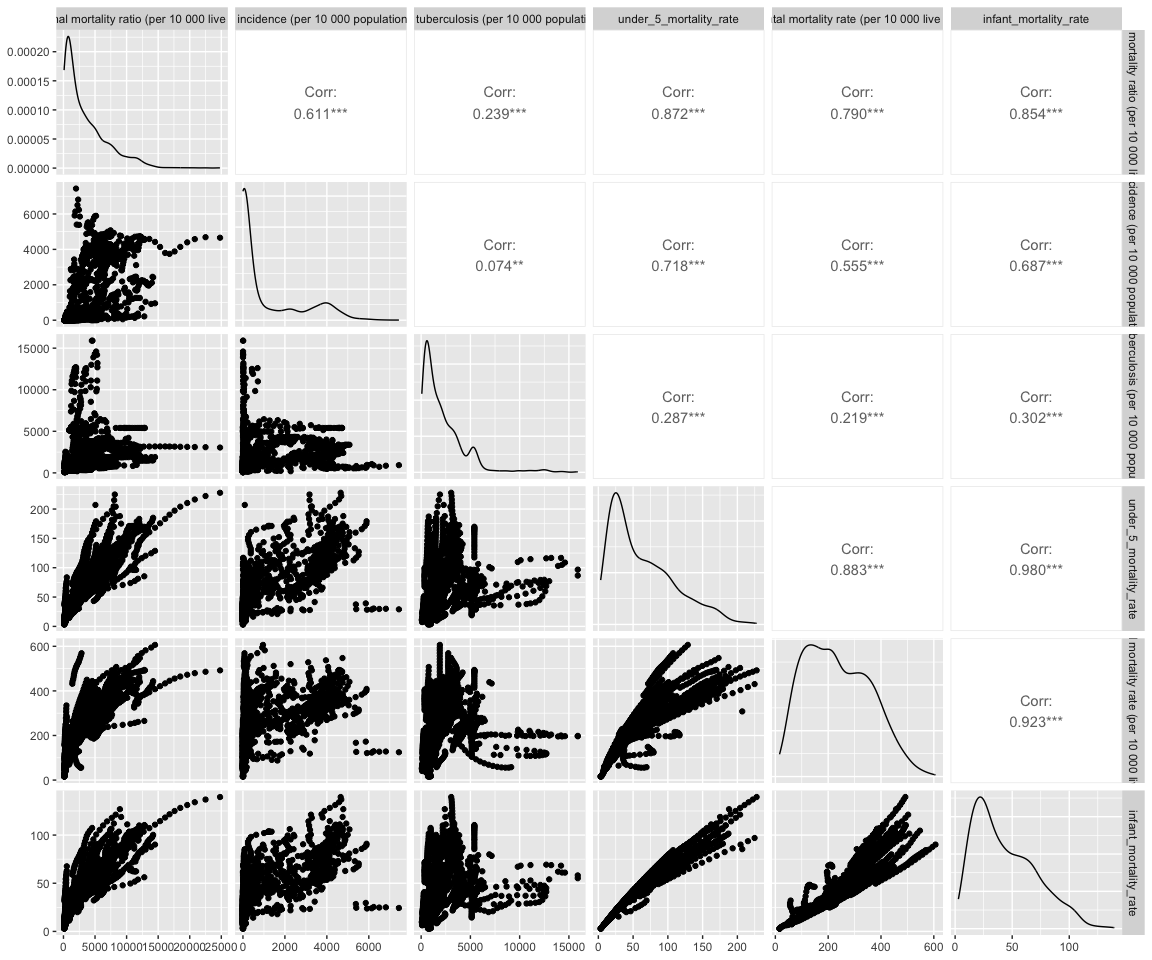 nal mortality ratio (per 10 000 live
incidence (per 10 000 population
tuberculosis (per 10 000 populati
under_5_mortality_rate
tal mortality rate (per 10 000 live
infant_mortality_rate
0.00020
0.00015
0.00010
0.00005
0.00000
Corr:
0.611***
Corr:
0.239***
Corr:
0.872***
Corr:
0.790***
Corr:
0.854***
mortality ratio (per 10 000 li
6000
4000
2000
0
Corr:
0.074**
Corr:
0.718***
Corr:
0.555***
Corr:
0.687***
cidence (per 10 000 populat
15000
10000
5000
0
Corr:
0.287***
Corr:
0.219***
Corr:
0.302***
berculosis (per 10 000 popu
200
150
100
50
0
Corr:
0.883***
Corr:
0.980***
under_5_mortality_rate
600
400
200
0
Corr:
0.923***
l mortality rate (per 10 000 li
100
50
0
infant_mortality_rate
0 5000 10000 15000 20000 25000
0 2000 4000 6000
0 5000 10000 15000
0 50 100 150 200
0 200 400 600
0 50 100